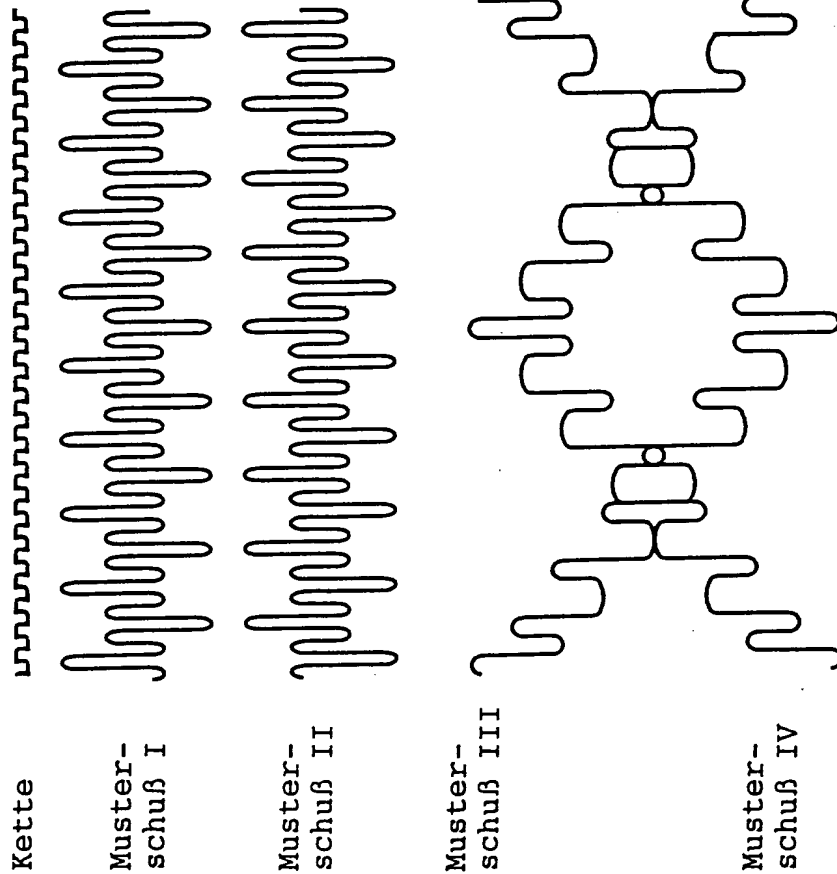 Kette
Muster-
schuß I
Muster-
schuß II
Muster-
schuß III
Muster-
schuß IV